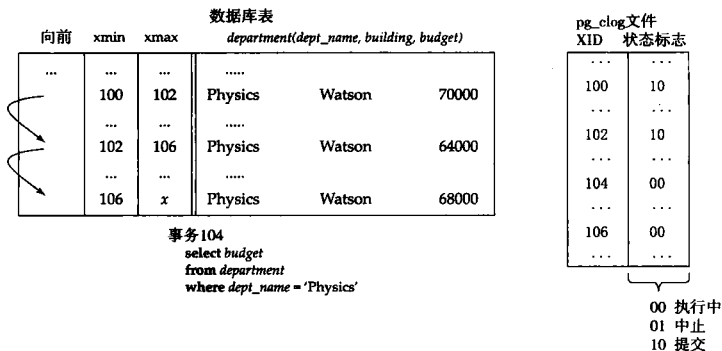 数据库表
向前 xmin xmax department(dept_name, building, budget)
... ... ... .....
100 102 Physics Watson 70000
... ... .....
102 106 Physics Watson 64000
... ... .....
106 x Physics Watson 68000
事务104
select budget
from department
where dept_name = 'Physics'
pg_clog文件
XID 状态标志
... ...
100 10
... ...
102 10
... ...
104 00
... ...
106 00
... ...
00 执行中
01 中止
10 提交